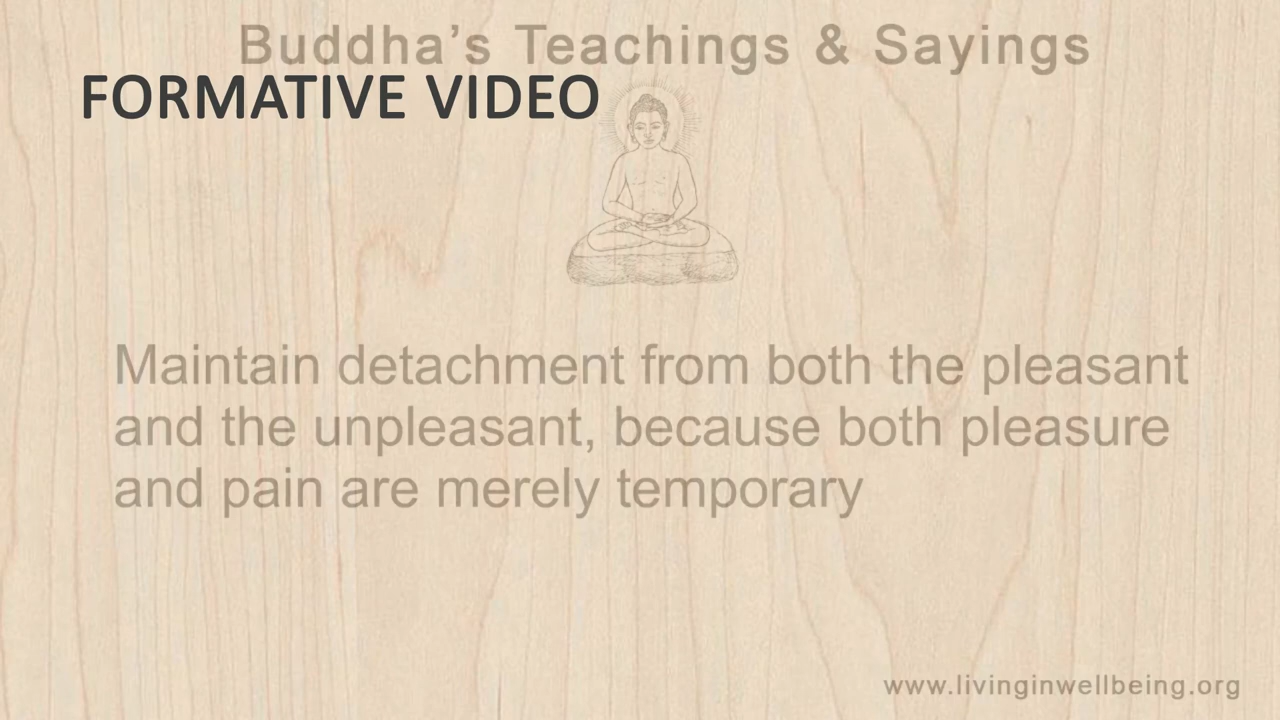 Buddha's Teachings & Sayings
FORMATIVE VIDEO
Maintain detachment from both the pleasant
and the unpleasant, because both pleasure
and pain are merely temporary
www.livinginwellbeing.org